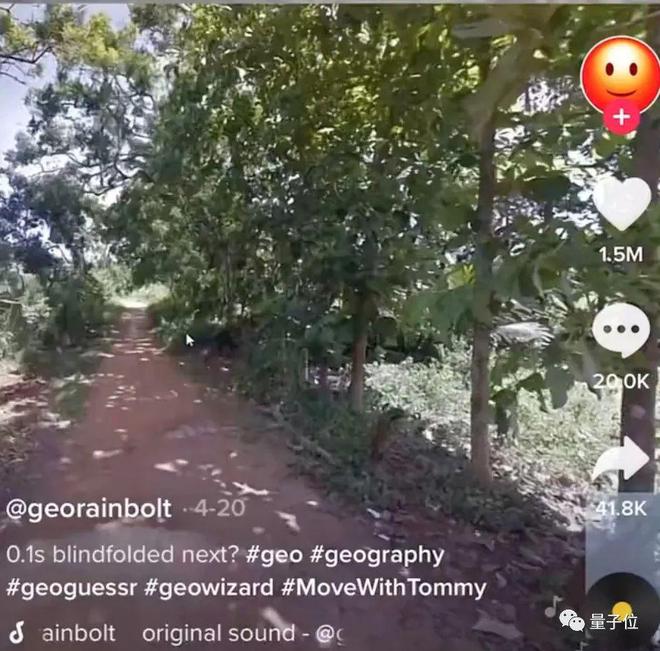 1.5M
20.0K
41.8K
@georainbolt · 4-20
0.1s blindfolded next? #geo #geography
#geoguessr #geowizard #MoveWithTommy
ainbolt original sound - @g
量子位